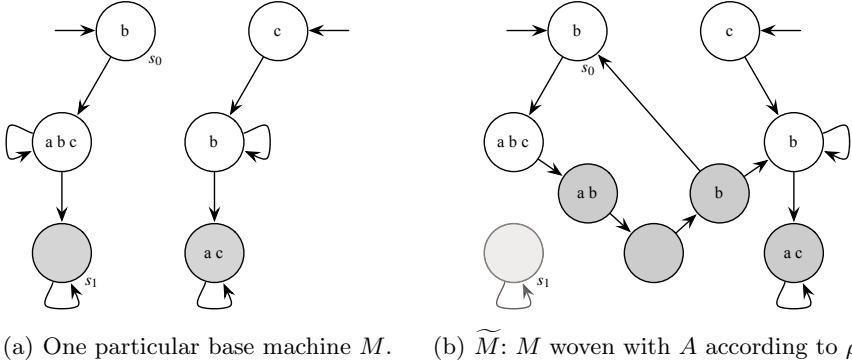 b
c
b
c
s₀
s₀
a b c
b
a b c
b
a b
b
a c
a c
s₁
s₁
(a) One particular base machine M.
(b) M̃: M woven with A according to ρ